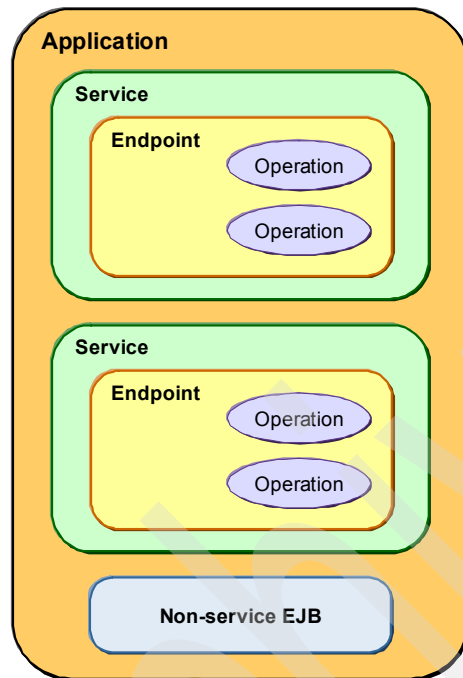 Application
Service
Endpoint
Operation
Operation
Service
Endpoint
Operation
Operation
Non-service EJB